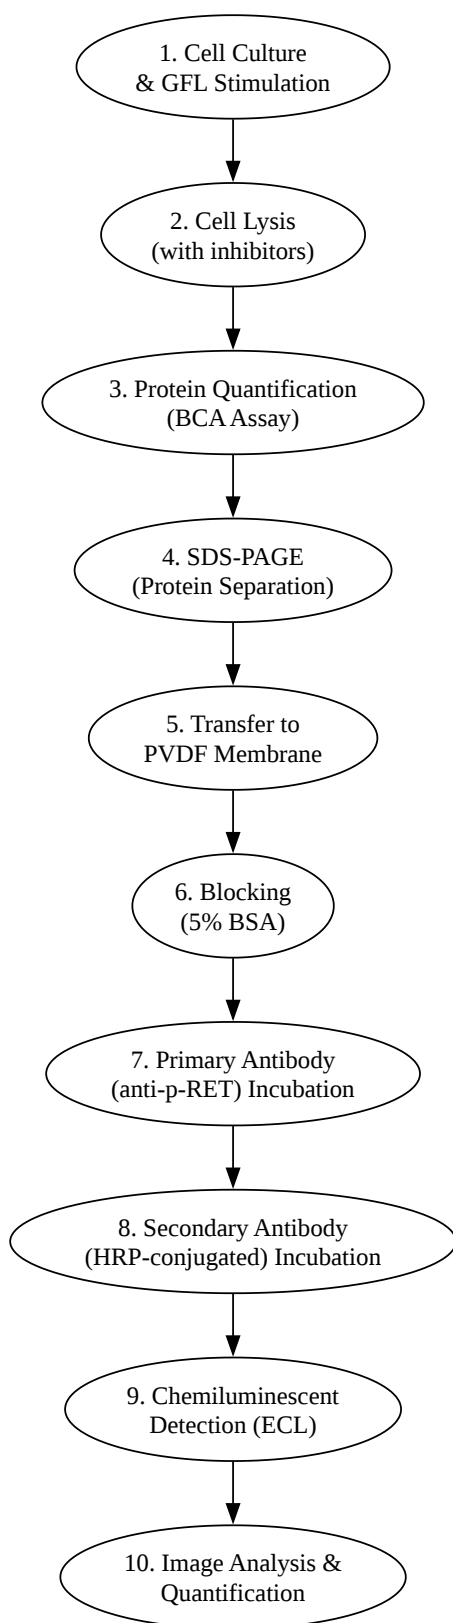 1. Cell Culture
& GFL Stimulation
2. Cell Lysis
(with inhibitors)
3. Protein Quantification
(BCA Assay)
4. SDS-PAGE
(Protein Separation)
5. Transfer to
PVDF Membrane
6. Blocking
(5% BSA)
7. Primary Antibody
(anti-p-RET) Incubation
8. Secondary Antibody
(HRP-conjugated) Incubation
9. Chemiluminescent
Detection (ECL)
10. Image Analysis &
Quantification